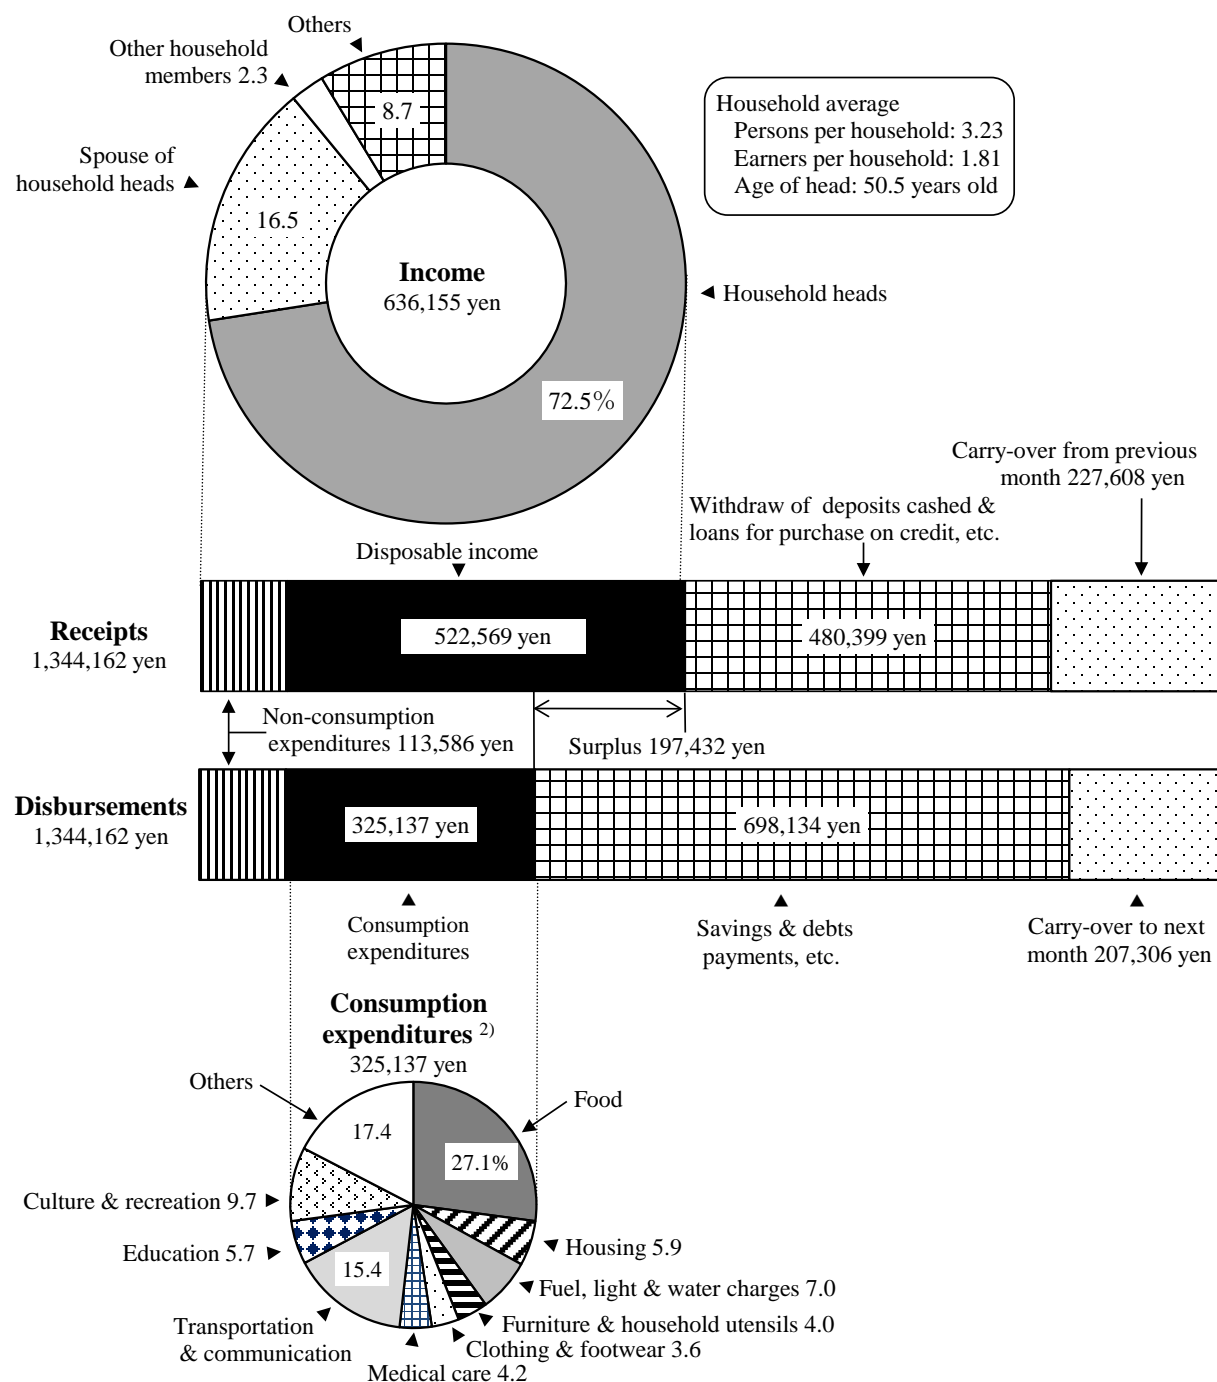 Others
Other household
members 2.3
8.7
Household average
Persons per household: 3.23
Earners per household: 1.81
Age of head: 50.5 years old
Spouse of
household heads
16.5
Income
636,155 yen
Household heads
72.5%
Carry-over from previous
month 227,608 yen
Withdraw of deposits cashed &
loans for purchase on credit, etc.
Disposable income
Receipts
1,344,162 yen
522,569 yen
480,399 yen
Non-consumption
expenditures 113,586 yen
Surplus 197,432 yen
Disbursements
1,344,162 yen
325,137 yen
698,134 yen
Consumption
expenditures
Savings & debts
payments, etc.
Carry-over to next
month 207,306 yen
Consumption
expenditures 2)
325,137 yen
Others
Food
17.4
27.1%
Culture & recreation 9.7
Education 5.7
15.4
Housing 5.9
Fuel, light & water charges 7.0
Transportation
& communication
Furniture & household utensils 4.0
Clothing & footwear 3.6
Medical care 4.2